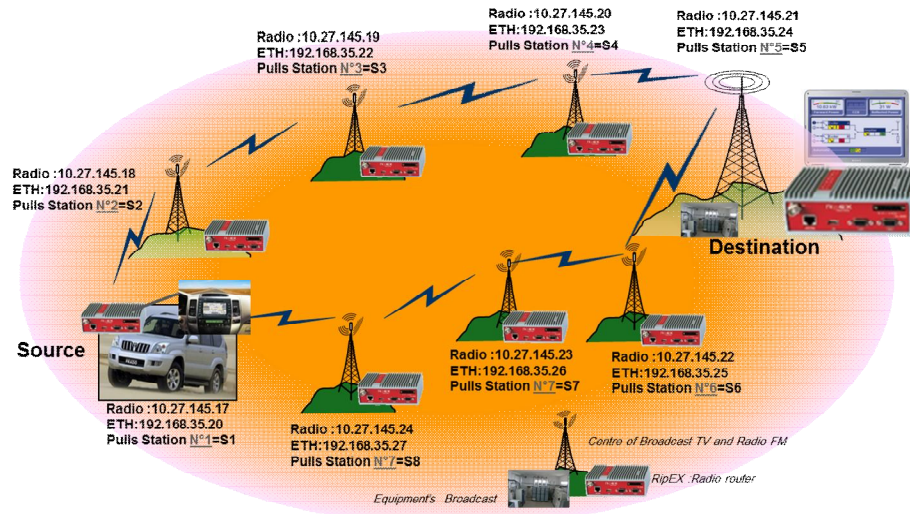 Radio :10.27.145.19
ETH:192.168.35.22
Pulls Station N°3=S3
Radio :10.27.145.20
ETH:192.168.35.23
Pulls Station N°4=S4
Radio :10.27.145.21
ETH:192.168.35.24
Pulls Station N°5=S5
Radio :10.27.145.18
ETH:192.168.35.21
Pulls Station N°2=S2
Destination
Source
Radio :10.27.145.17
ETH:192.168.35.20
Pulls Station N°1=S1
Radio :10.27.145.24
ETH:192.168.35.27
Pulls Station N°7=S8
Radio :10.27.145.23
ETH:192.168.35.26
Pulls Station N°7=S7
Radio :10.27.145.22
ETH:192.168.35.25
Pulls Station N°6=S6
Centro of Broadcast TV and Radio FM
RipEX :Radio router
Equipment's Broadcast